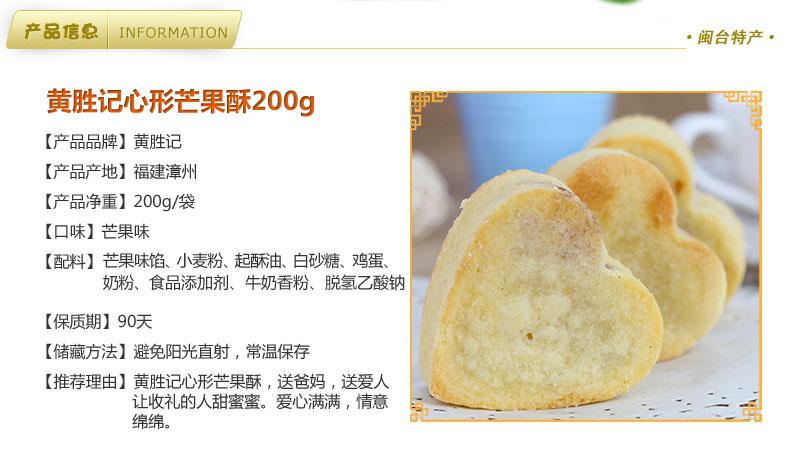 产品信息 INFORMATION
• 闽台特产 •
黄胜记心形芒果酥200g
【产品品牌】黄胜记
【产品产地】福建漳州
【产品净重】200g/袋
【口味】芒果味
【配料】芒果味馅、小麦粉、起酥油、白砂糖、鸡蛋、
奶粉、食品添加剂、牛奶香粉、脱氢乙酸钠
【保质期】90天
【储藏方法】避免阳光直射，常温保存
【推荐理由】黄胜记心形芒果酥，送爸妈，送爱人
让收礼的人甜蜜蜜。爱心满满，情意
绵绵。